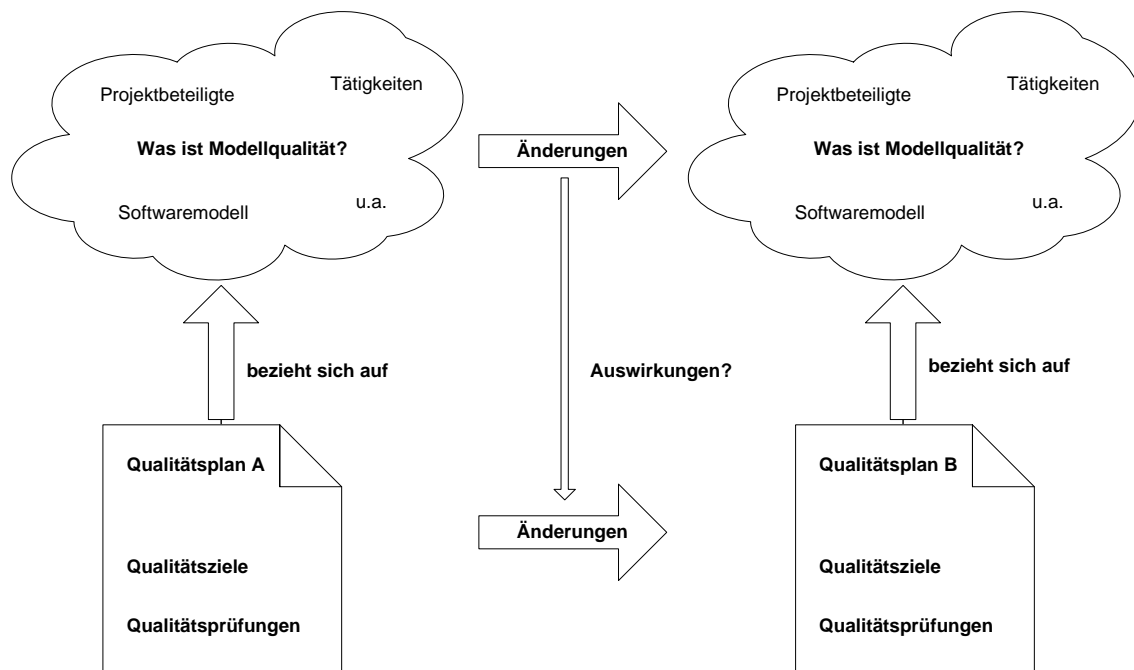 Projektbeteiligte
Tätigkeiten
Was ist Modellqualität?
Softwaremodell
u.a.
Änderungen
Projektbeteiligte
Tätigkeiten
Was ist Modellqualität?
Softwaremodell
u.a.
bezieht sich auf
Auswirkungen?
bezieht sich auf
Qualitätsplan A
Qualitätsziele
Qualitätsprüfungen
Änderungen
Qualitätsplan B
Qualitätsziele
Qualitätsprüfungen